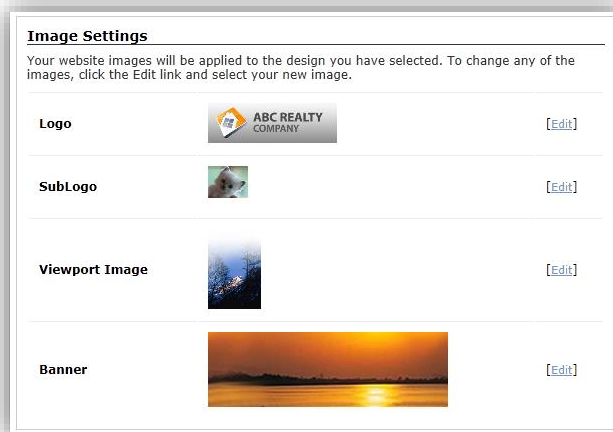 Image Settings
Your website images will be applied to the design you have selected. To change any of the
images, click the Edit link and select your new image.
Logo
ABC REALTY
COMPANY
[Edit]
SubLogo
[Edit]
Viewport Image
[Edit]
Banner
[Edit]